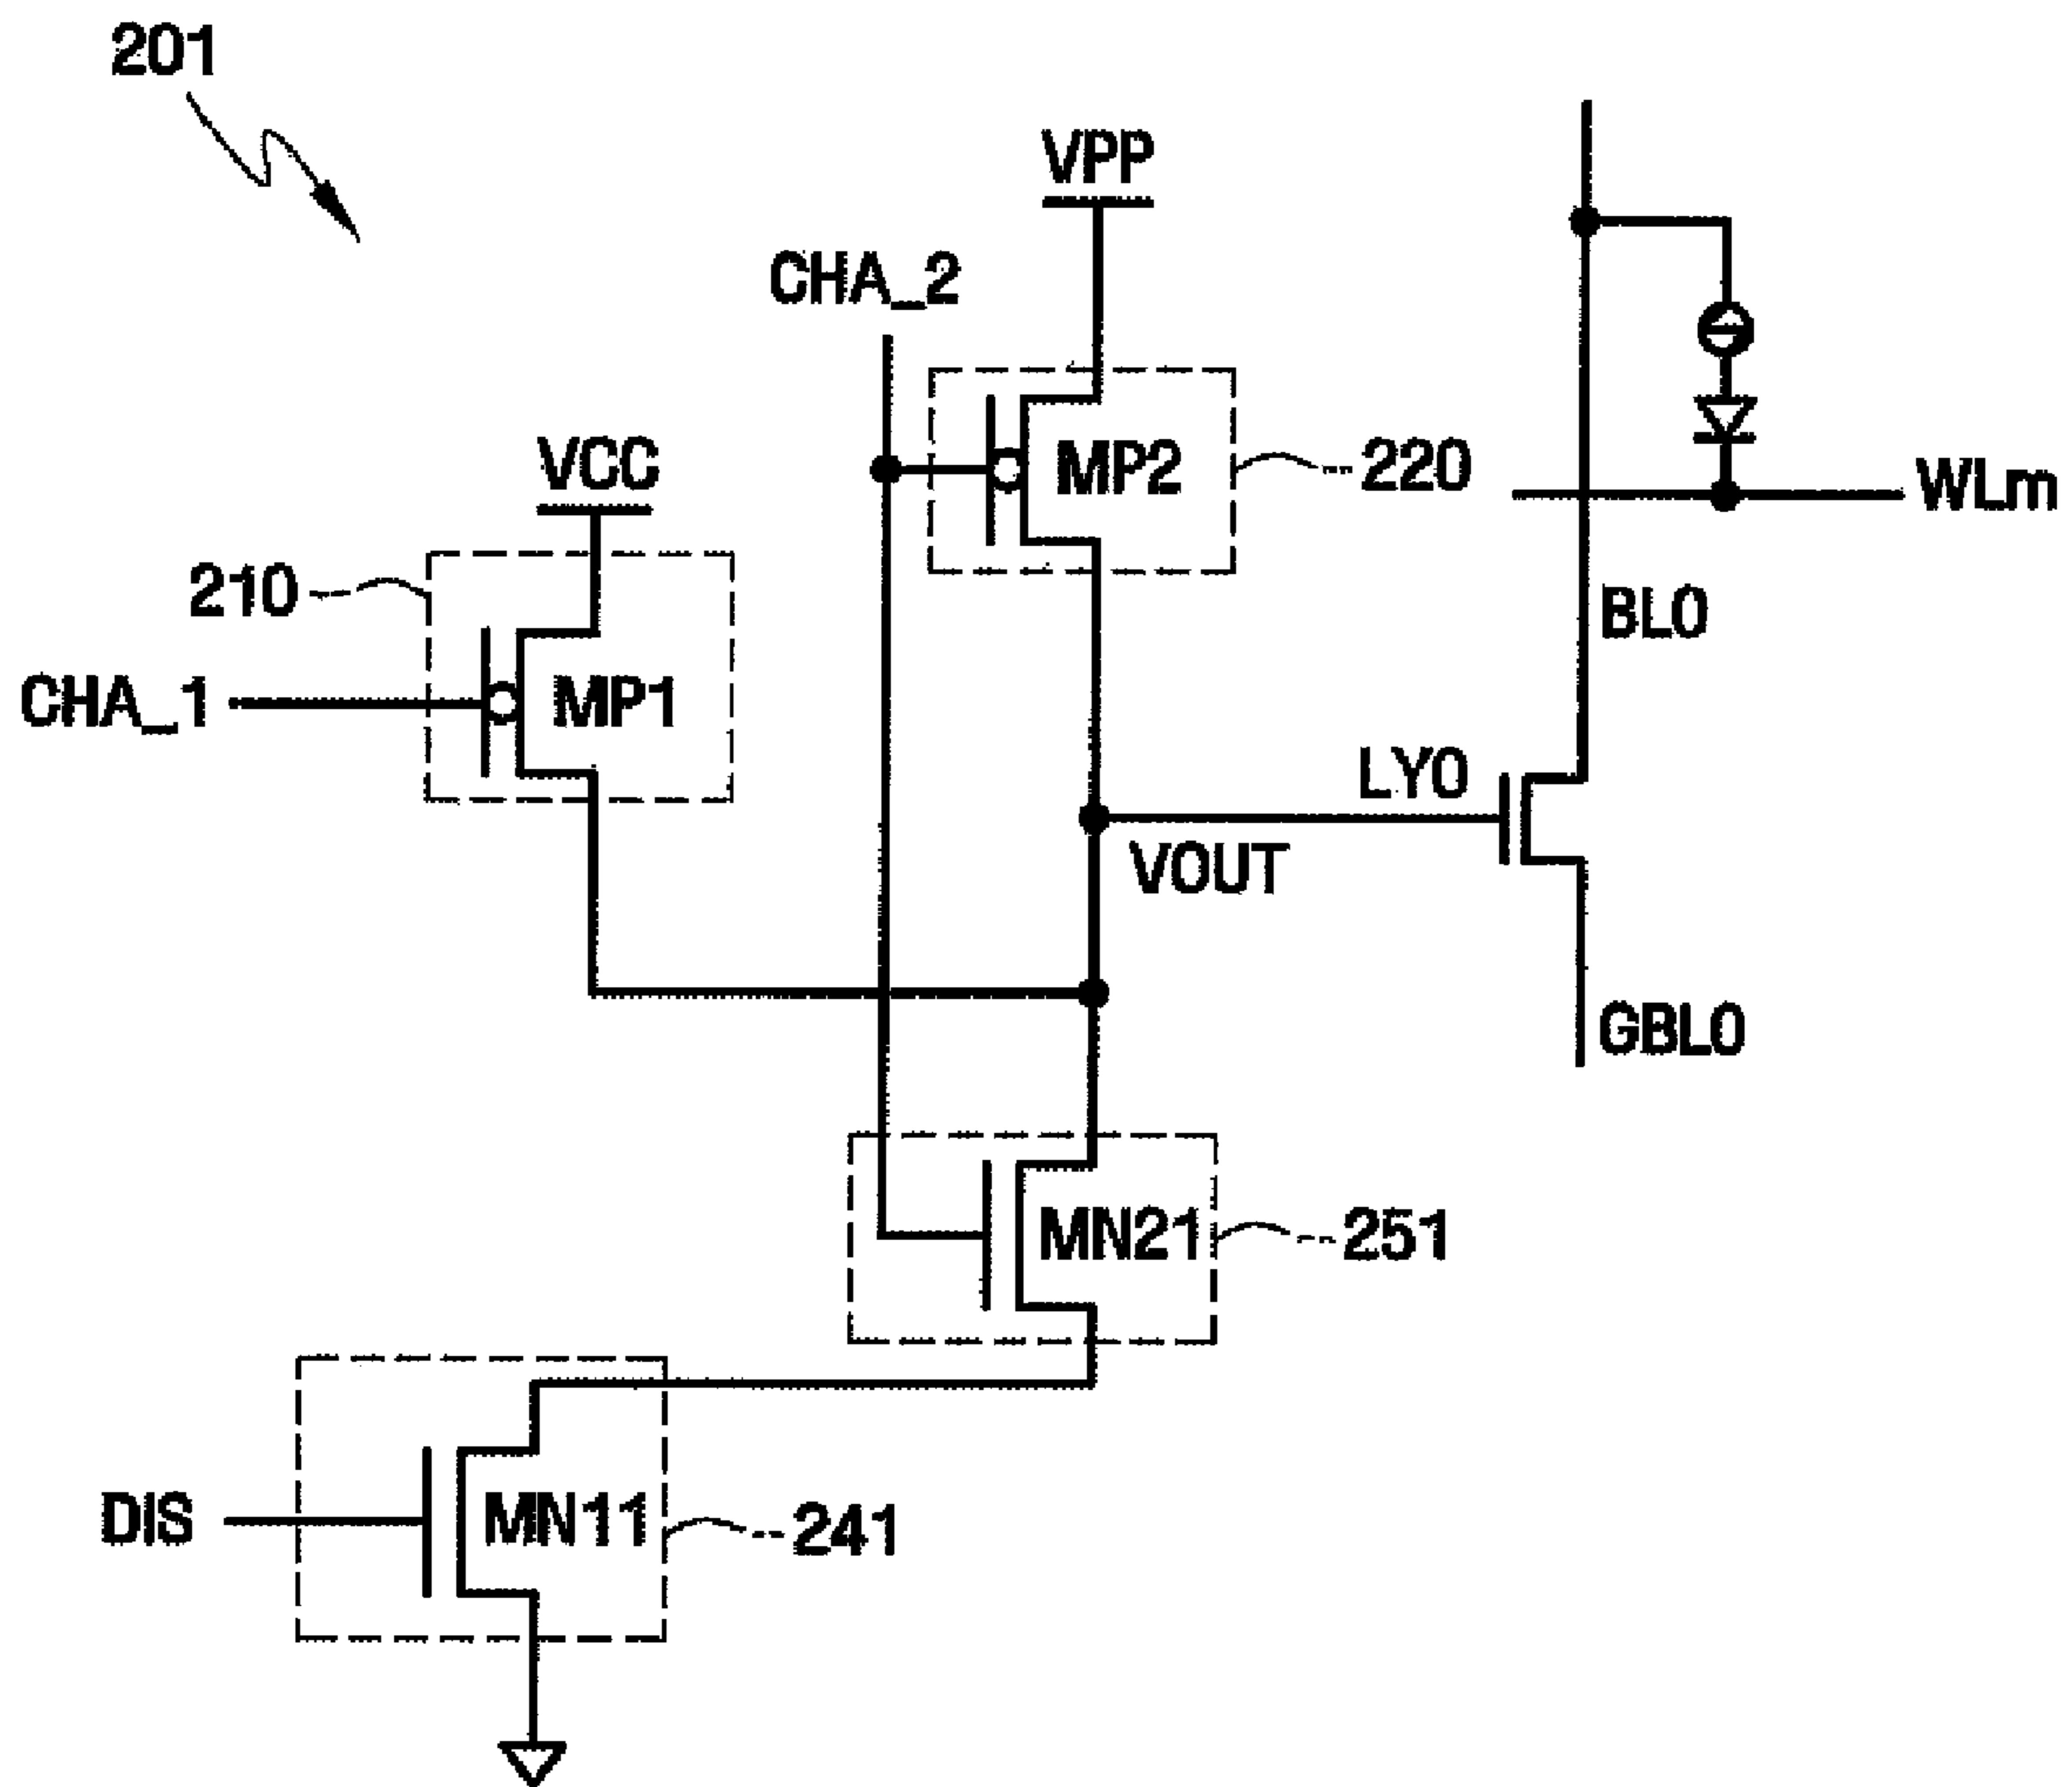 201
VPP
CHA_2
VCC
MP2
220
WLm
210
BL0
CHA_1
MP1
LY0
VOUT
GBL0
MN21
251
DIS
MN11
241